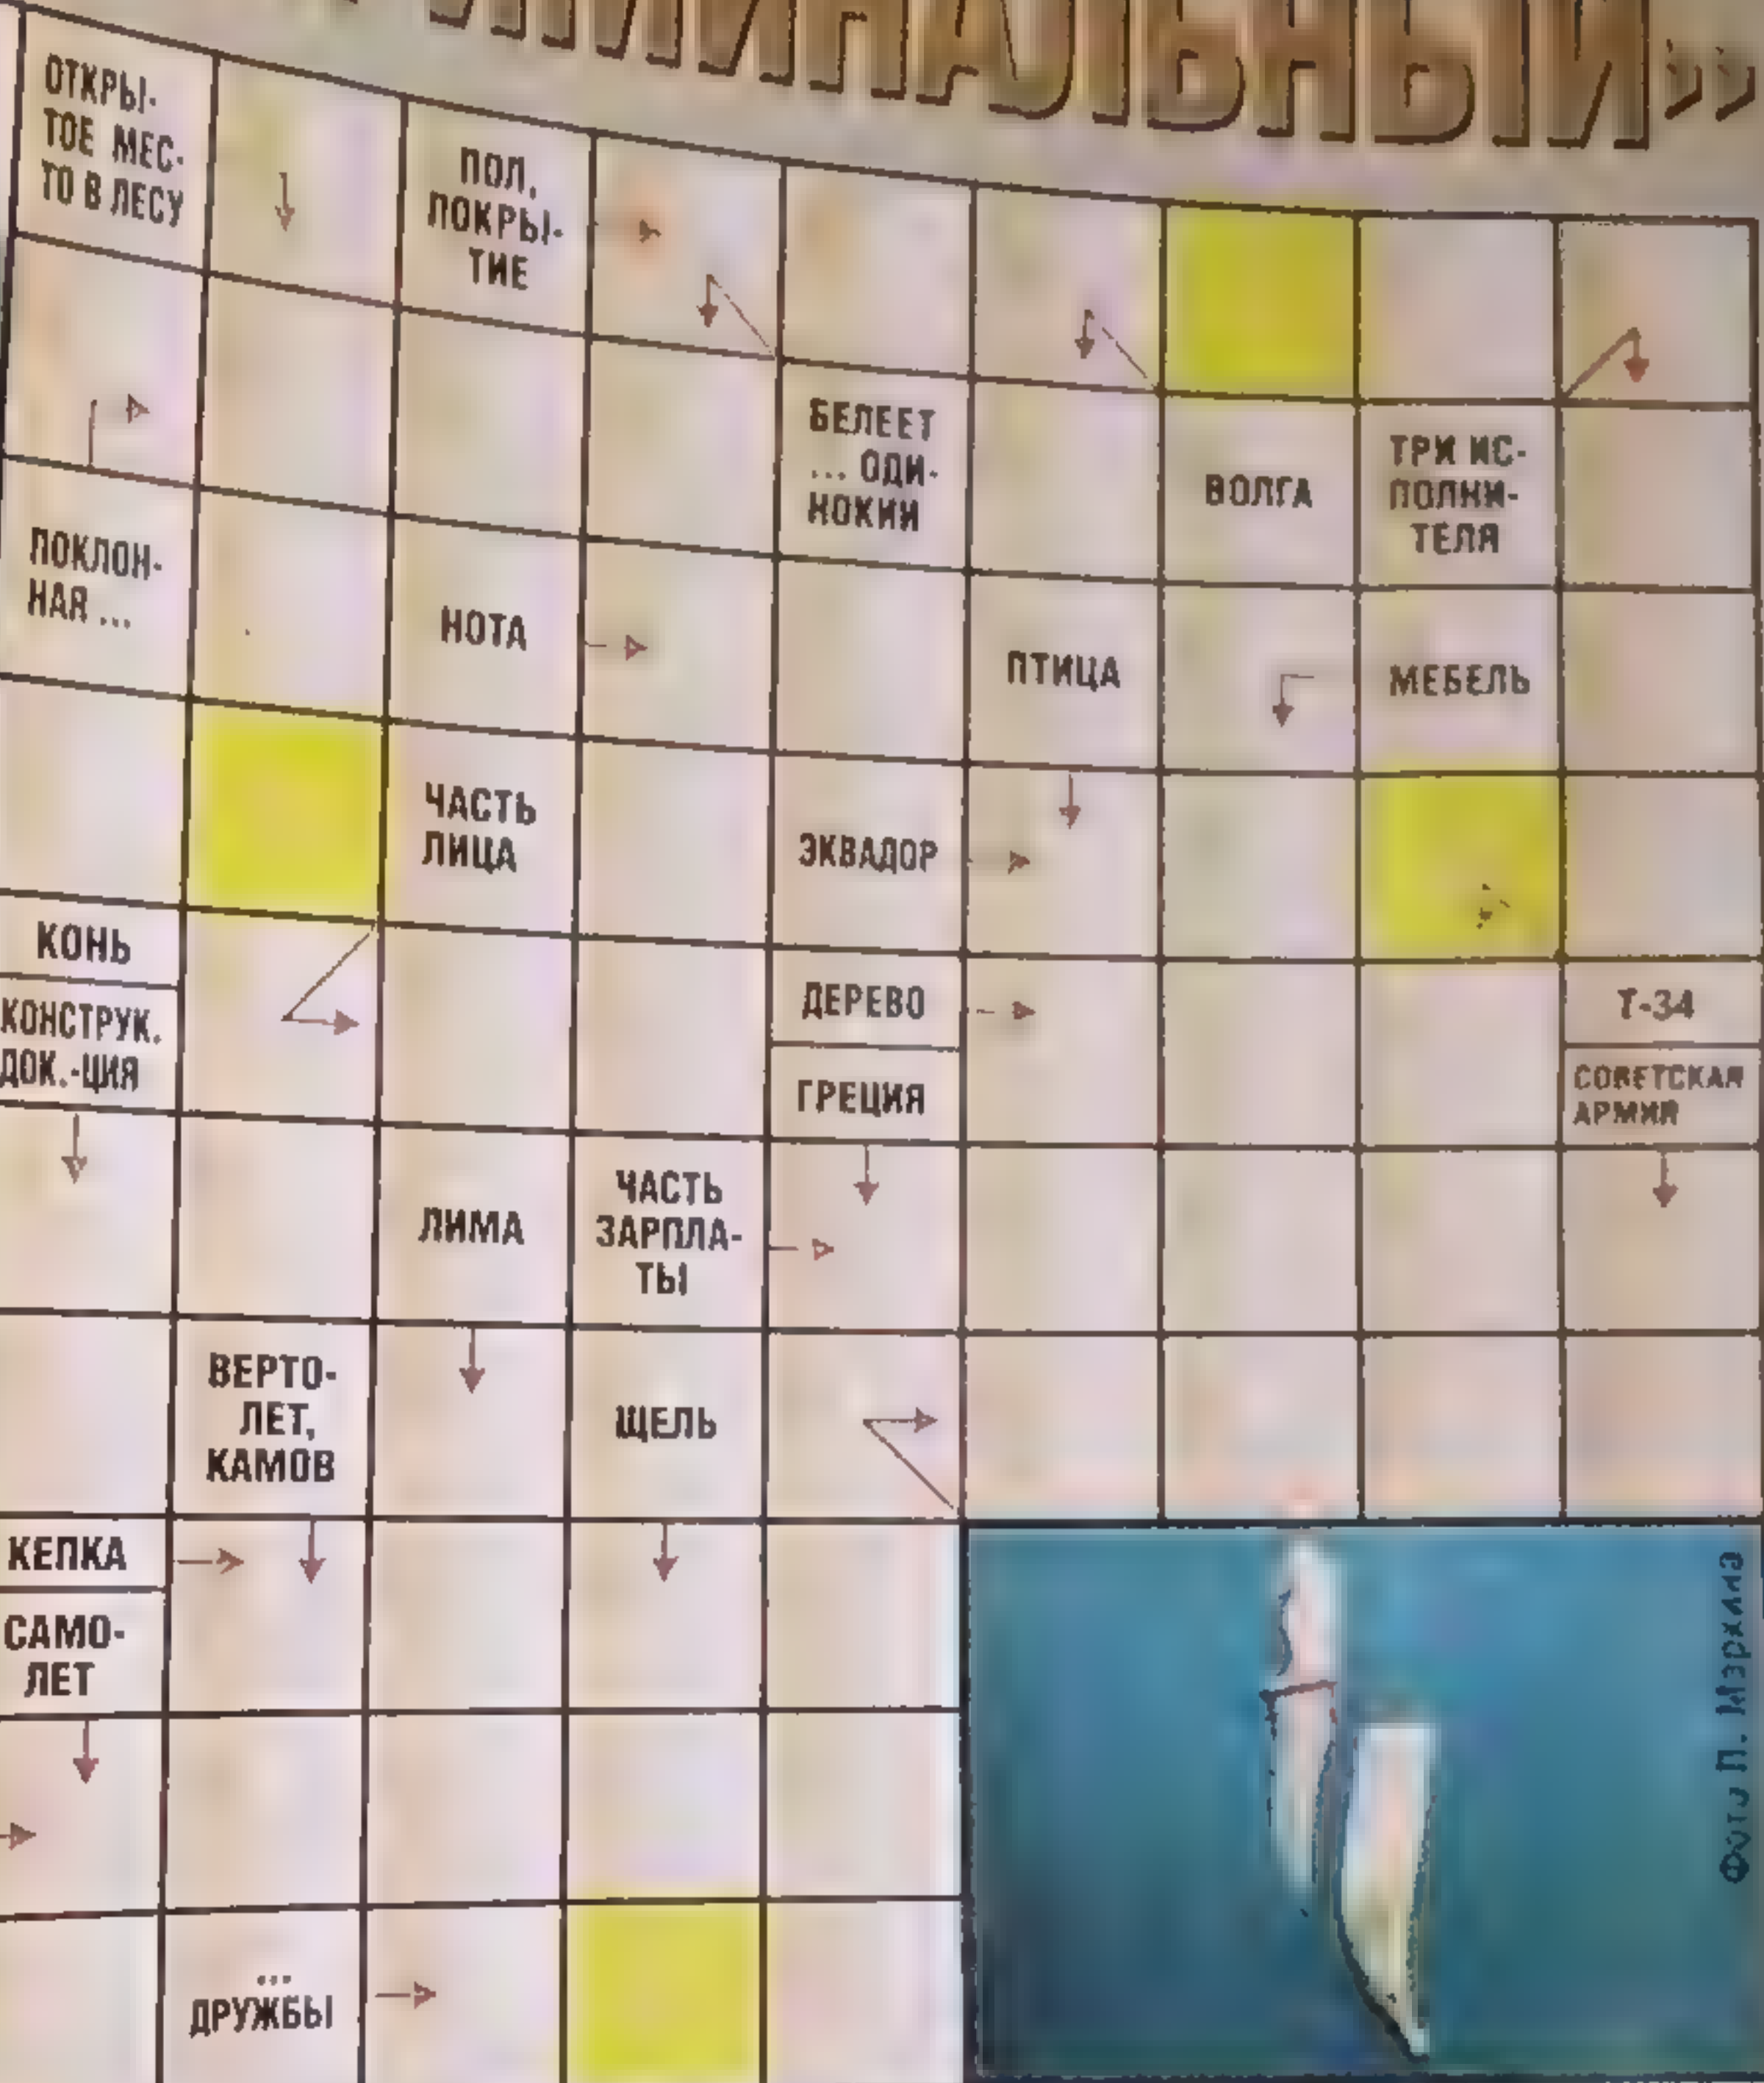 ОТКРЫ-
ТОЕ МЕС-
ТО В ЛЕСУ
ПОЛ,
ПОКРЫ-
ТИЕ
БЕЛЕЕТ
... ОДИ-
НОКИЙ
ВОЛГА
ТРИ ИС-
ПОЛНИ-
ТЕЛЯ
ПОКЛОН-
НАЯ ...
НОТА
ПТИЦА
МЕБЕЛЬ
ЧАСТЬ
ЛИЦА
ЭКВАДОР
КОНЬ
КОНСТРУК.
ДОК.-ЦИЯ
ДЕРЕВО
ГРЕЦИЯ
Т-34
СОВЕТСКАЯ
АРМИЯ
ЛИМА
ЧАСТЬ
ЗАРПЛА-
ТЫ
ВЕРТО-
ЛЕТ,
КАМОВ
ЩЕЛЬ
КЕПКА
САМО-
ЛЕТ
...
ДРУЖБЫ
Фото П. Маркина